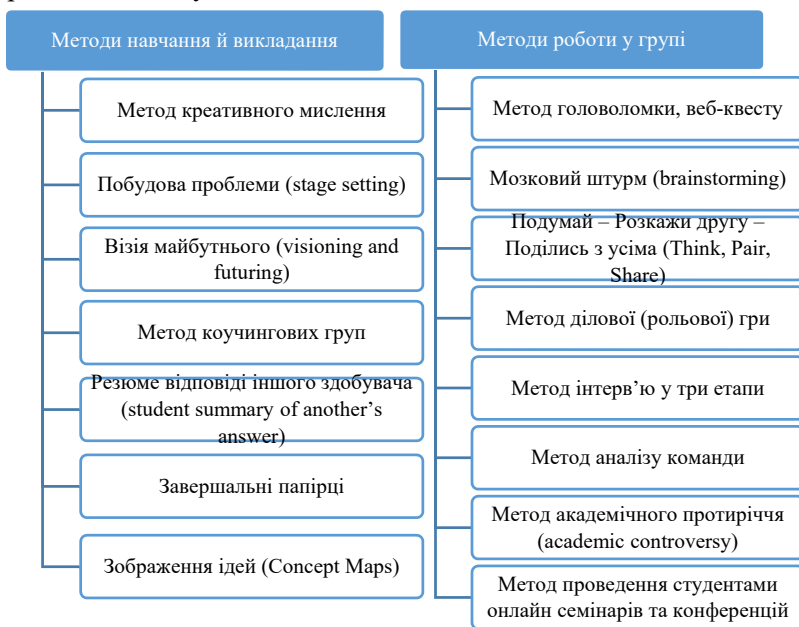 Методи навчання й викладання
Метод креативного мислення
Побудова проблеми (stage setting)
Візія майбутнього (visioning and
futuring)
Метод коучингових груп
Резюме відповіді іншого здобувача
(student summary of another’s
answer)
Завершальні папірці
Зображення ідей (Concept Maps)
Методи роботи у групі
Метод головоломки, веб-квесту
Мозковий штурм (brainstorming)
Подумай – Розкажи другу –
Поділись з усіма (Think, Pair,
Share)
Метод ділової (рольової) гри
Метод інтерв’ю у три етапи
Метод аналізу команди
Метод академічного протиріччя
(academic controversy)
Метод проведення студентами
онлайн семінарів та конференцій